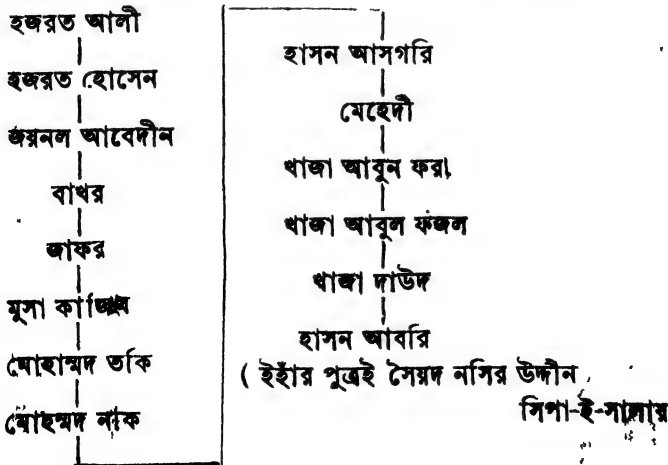 হজরত আলী
হজরত হোসেন
জয়নল আবেদীন
বাখর
জাফর
মুসা কাজিম
মোহাম্মদ তকি
মোহম্মদ নকি
হাসন আসগরি
মেহেদী
খাজা আবুন ফরা
খাজা আবুল ফজল
খাজা দাউদ
হাসন আবরি
( ইহাঁর পুত্রই সৈয়দ নসির উদ্দীন
সিপা-ই-সালার